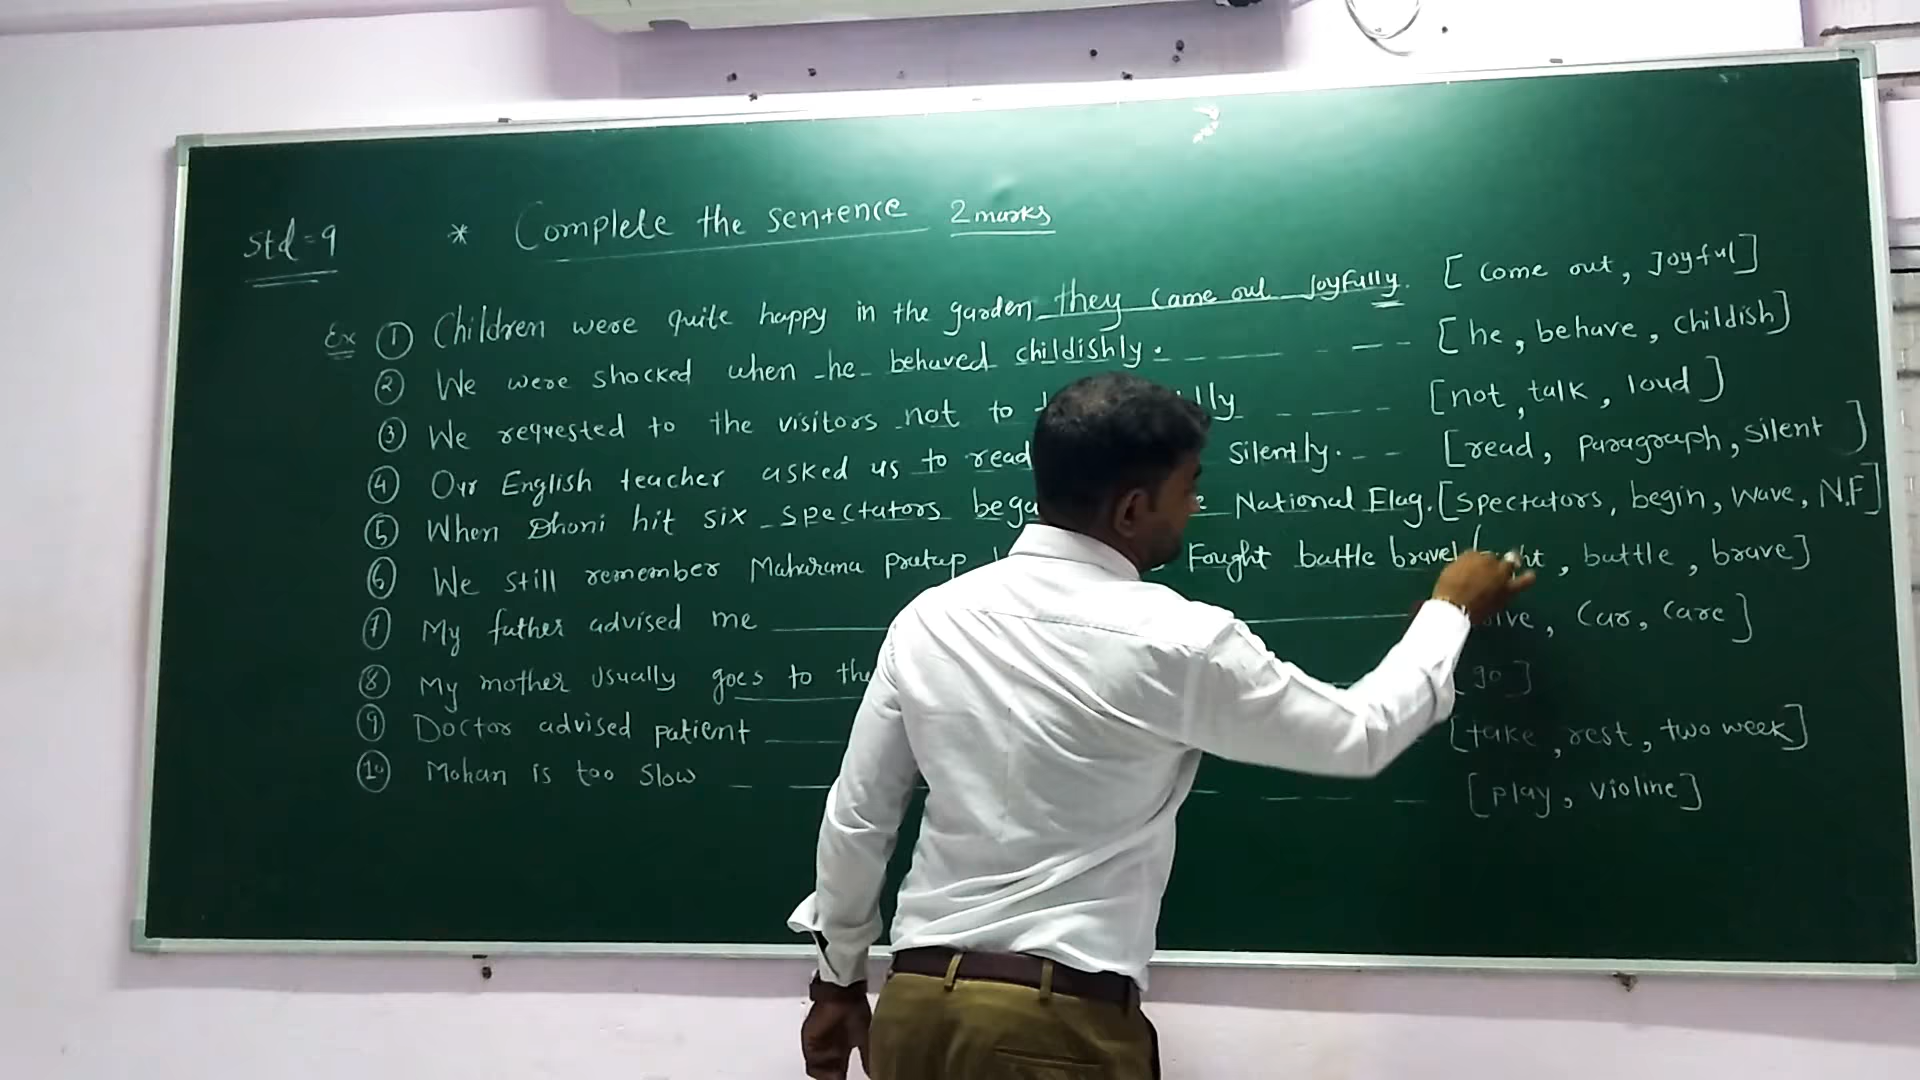 Std=9 * Complete the sentence 2 marks
Ex ① Children were quite happy in the garden they came out Joyfully. [come out, Joyful]
② We were shocked when he behaved childishly. [he, behave, childish]
③ We requested to the visitors not to [not, talk, loud]
④ Our English teacher asked us to read Silently. [read, paragraph, silent]
⑤ When Dhoni hit six spectators National Flag. [spectators, begin, wave, N.F]
⑥ We still remember Maharana pratap Fought battle , battle, brave]
⑦ My father advised me , Car, Care]
⑧ My mother usually goes to the [go]
⑨ Doctor advised patient [take, rest, two week]
⑩ Mohan is too slow [play, violine]